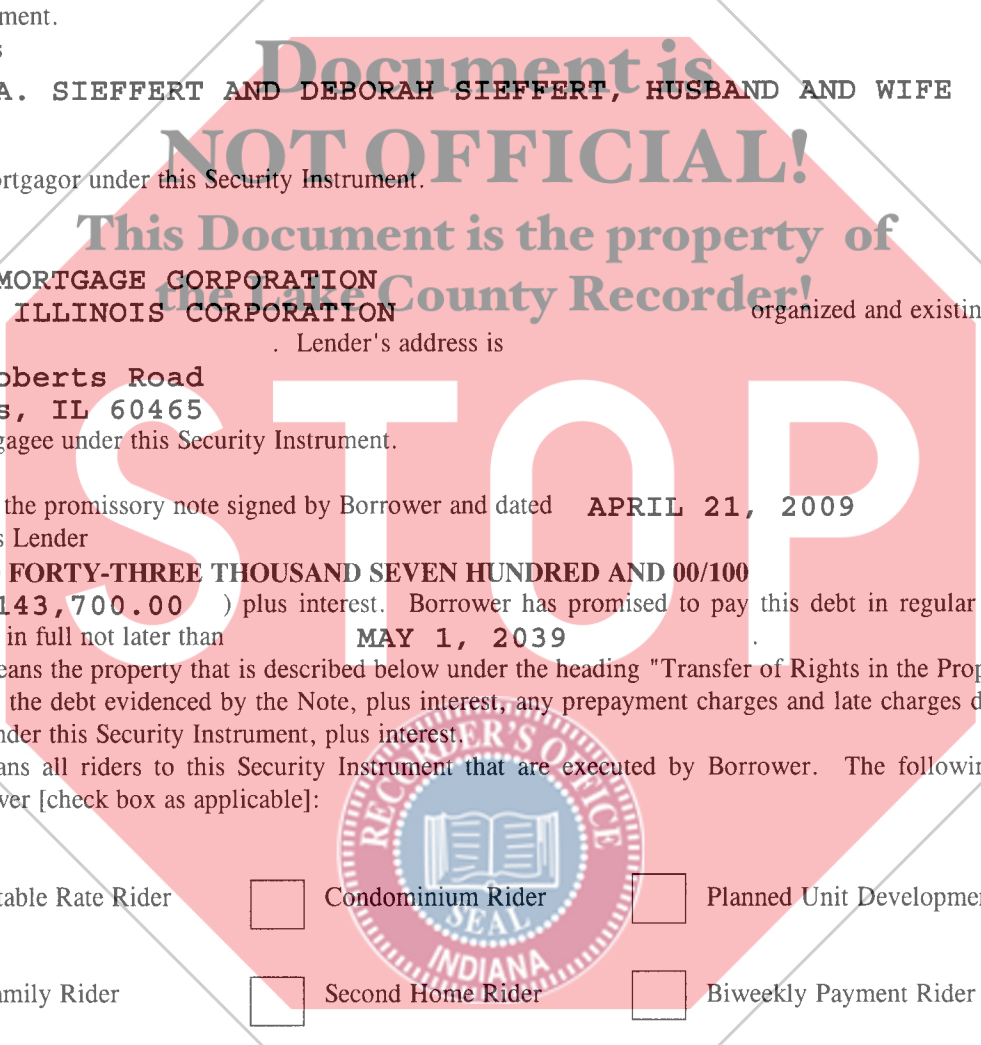 ment.
s
A. SIEFFERT AND DEBORAH SIEFFERT, HUSBAND AND WIFE
Document is
NOT OFFICIAL!
ortgagor under this Security Instrument.
This Document is the property of
the Lake County Recorder!
MORTGAGE CORPORATION
ILLINOIS CORPORATION organized and existin
. Lender's address is
oberts Road
s, IL 60465
gagee under this Security Instrument.
STOP
the promissory note signed by Borrower and dated APRIL 21, 2009
s Lender
FORTY-THREE THOUSAND SEVEN HUNDRED AND 00/100
143,700.00 ) plus interest. Borrower has promised to pay this debt in regular
in full not later than MAY 1, 2039 .
eans the property that is described below under the heading "Transfer of Rights in the Prop
the debt evidenced by the Note, plus interest, any prepayment charges and late charges d
nder this Security Instrument, plus interest.
ans all riders to this Security Instrument that are executed by Borrower. The followin
wer [check box as applicable]:
RECORDER'S OFFICE
SEAL
INDIANA
table Rate Rider Condominium Rider Planned Unit Developme
amily Rider Second Home Rider Biweekly Payment Rider